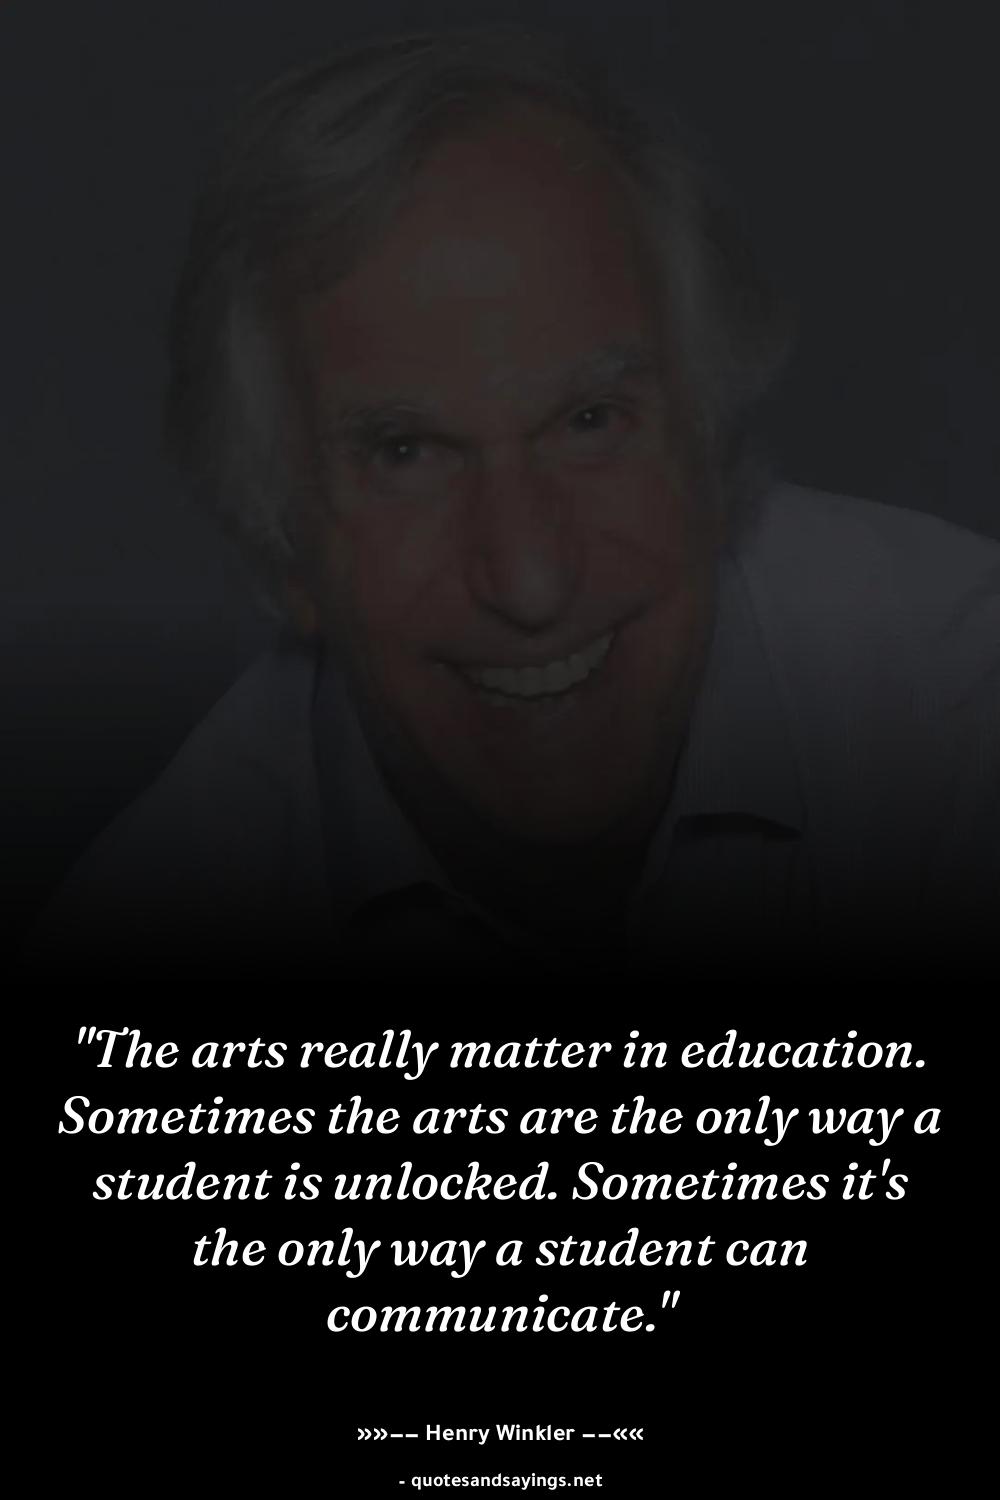 "The arts really matter in education.
Sometimes the arts are the only way a
student is unlocked. Sometimes it's
the only way a student can
communicate."
»»–– Henry Winkler ––««
- quotesandsayings.net